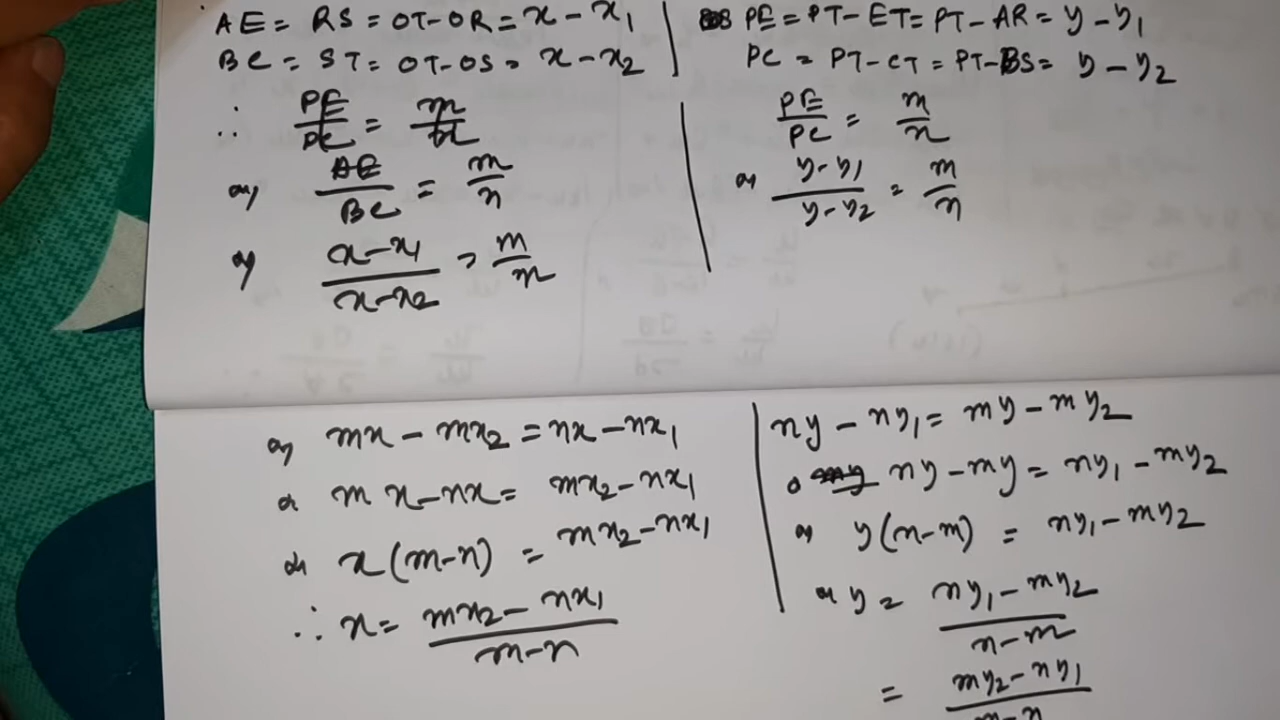 AE = RS = OT-OR = x - x₁
BC = ST = OT-OS = x - x₂
∴ PE/PC = m/n
or, AE/BC = m/n
or, (x-x₁)/(x-x₂) = m/n
PE = PT-ET = PT-AR = y - y₁
PC = PT-CT = PT-BS = y - y₂
PE/PC = m/n
or (y-y₁)/(y-y₂) = m/n
or, mx - mx₂ = nx - nx₁
or mx - nx = mx₂ - nx₁
or x(m-n) = mx₂ - nx₁
∴ x = (mx₂ - nx₁)/(m-n)
ny - ny₁ = my - my₂
o ny - my = ny₁ - my₂
or y(n-m) = ny₁ - my₂
or y = (ny₁ - my₂)/(n-m)
= (my₂ - ny₁)/(m-n)